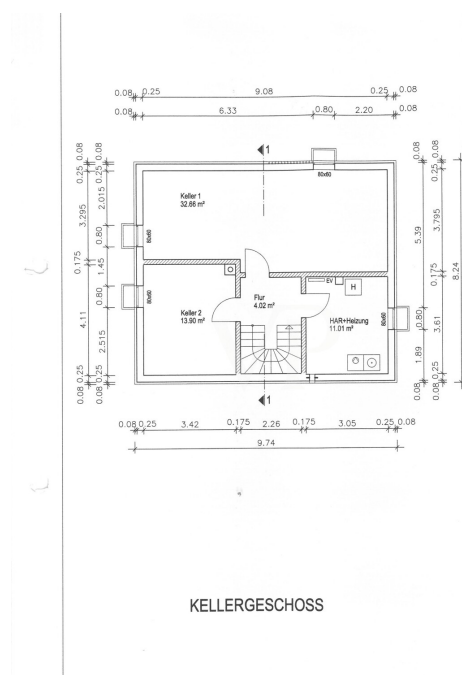 0.08 0.25 9.08 0.25 0.08
0.08 6.33 0.80 2.20 0.08
1
80x60
Keller 1
32.66 m²
80x60
80x60
Keller 2
13.90 m²
Flur
4.02 m²
EV
H
HAR+Heizung
11.01 m²
80x60
1
0.08 0.25 3.295 0.175 4.11 0.25 0.08
0.08 0.25 2.015 0.80 1.45 0.80 2.515 0.25 0.08
0.08 5.39 0.80 1.89 0.08
0.08 0.25 3.795 0.175 3.61 0.25 0.08
8.24
0.08 0.25 3.42 0.175 2.26 0.175 3.05 0.25 0.08
9.74
KELLERGESCHOSS